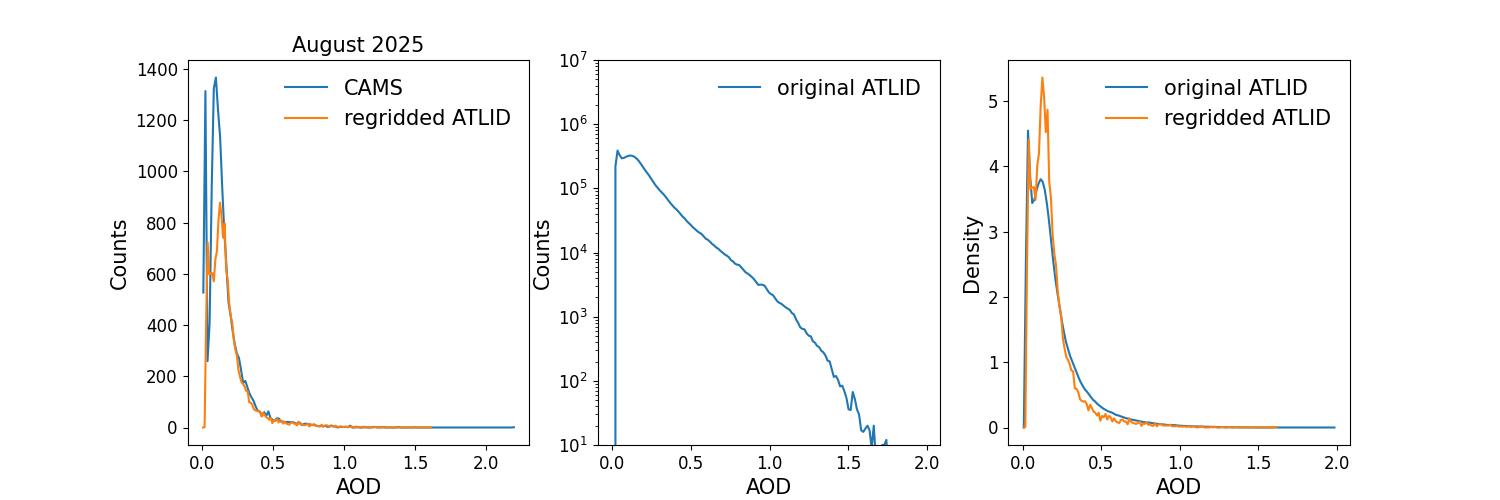 August 2025
1400
1200
1000
800
600
400
200
0
Counts
0.0 0.5 1.0 1.5 2.0
AOD
CAMS
regridded ATLID
10^7
10^6
10^5
10^4
10^3
10^2
10^1
Counts
0.0 0.5 1.0 1.5 2.0
AOD
original ATLID
5
4
3
2
1
0
Density
0.0 0.5 1.0 1.5 2.0
AOD
original ATLID
regridded ATLID